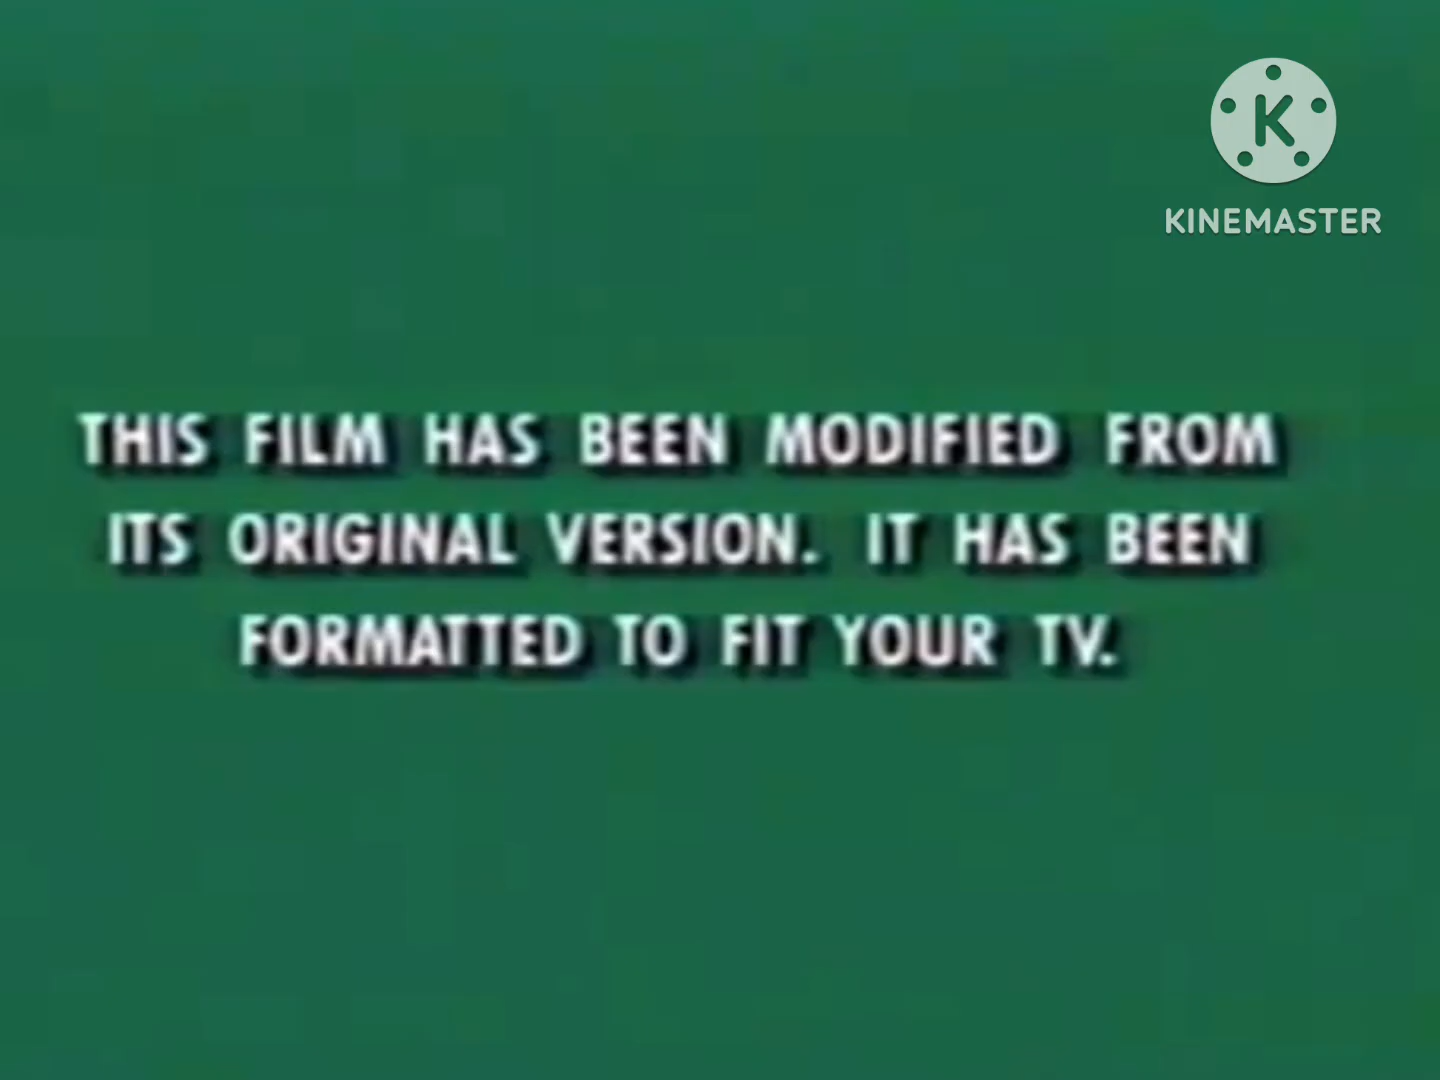 K
KINEMASTER
THIS FILM HAS BEEN MODIFIED FROM
ITS ORIGINAL VERSION. IT HAS BEEN
FORMATTED TO FIT YOUR TV.